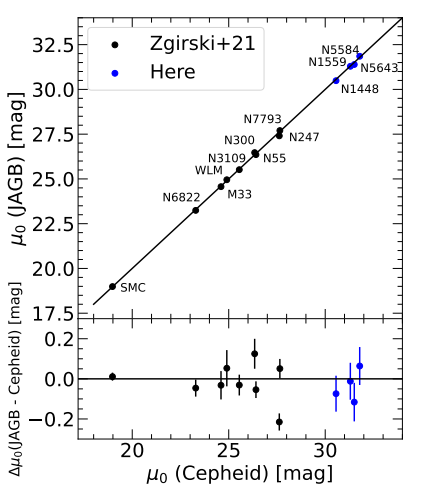 Zgirski+21
Here
N5584
N1559
N5643
N1448
N7793
N247
N300
N55
N3109
WLM
M33
N6822
SMC
32.5
30.0
27.5
25.0
22.5
20.0
17.5
μ₀ (JAGB) [mag]
0.2
0.0
−0.2
Δμ₀(JAGB - Cepheid) [mag]
20 25 30
μ₀ (Cepheid) [mag]